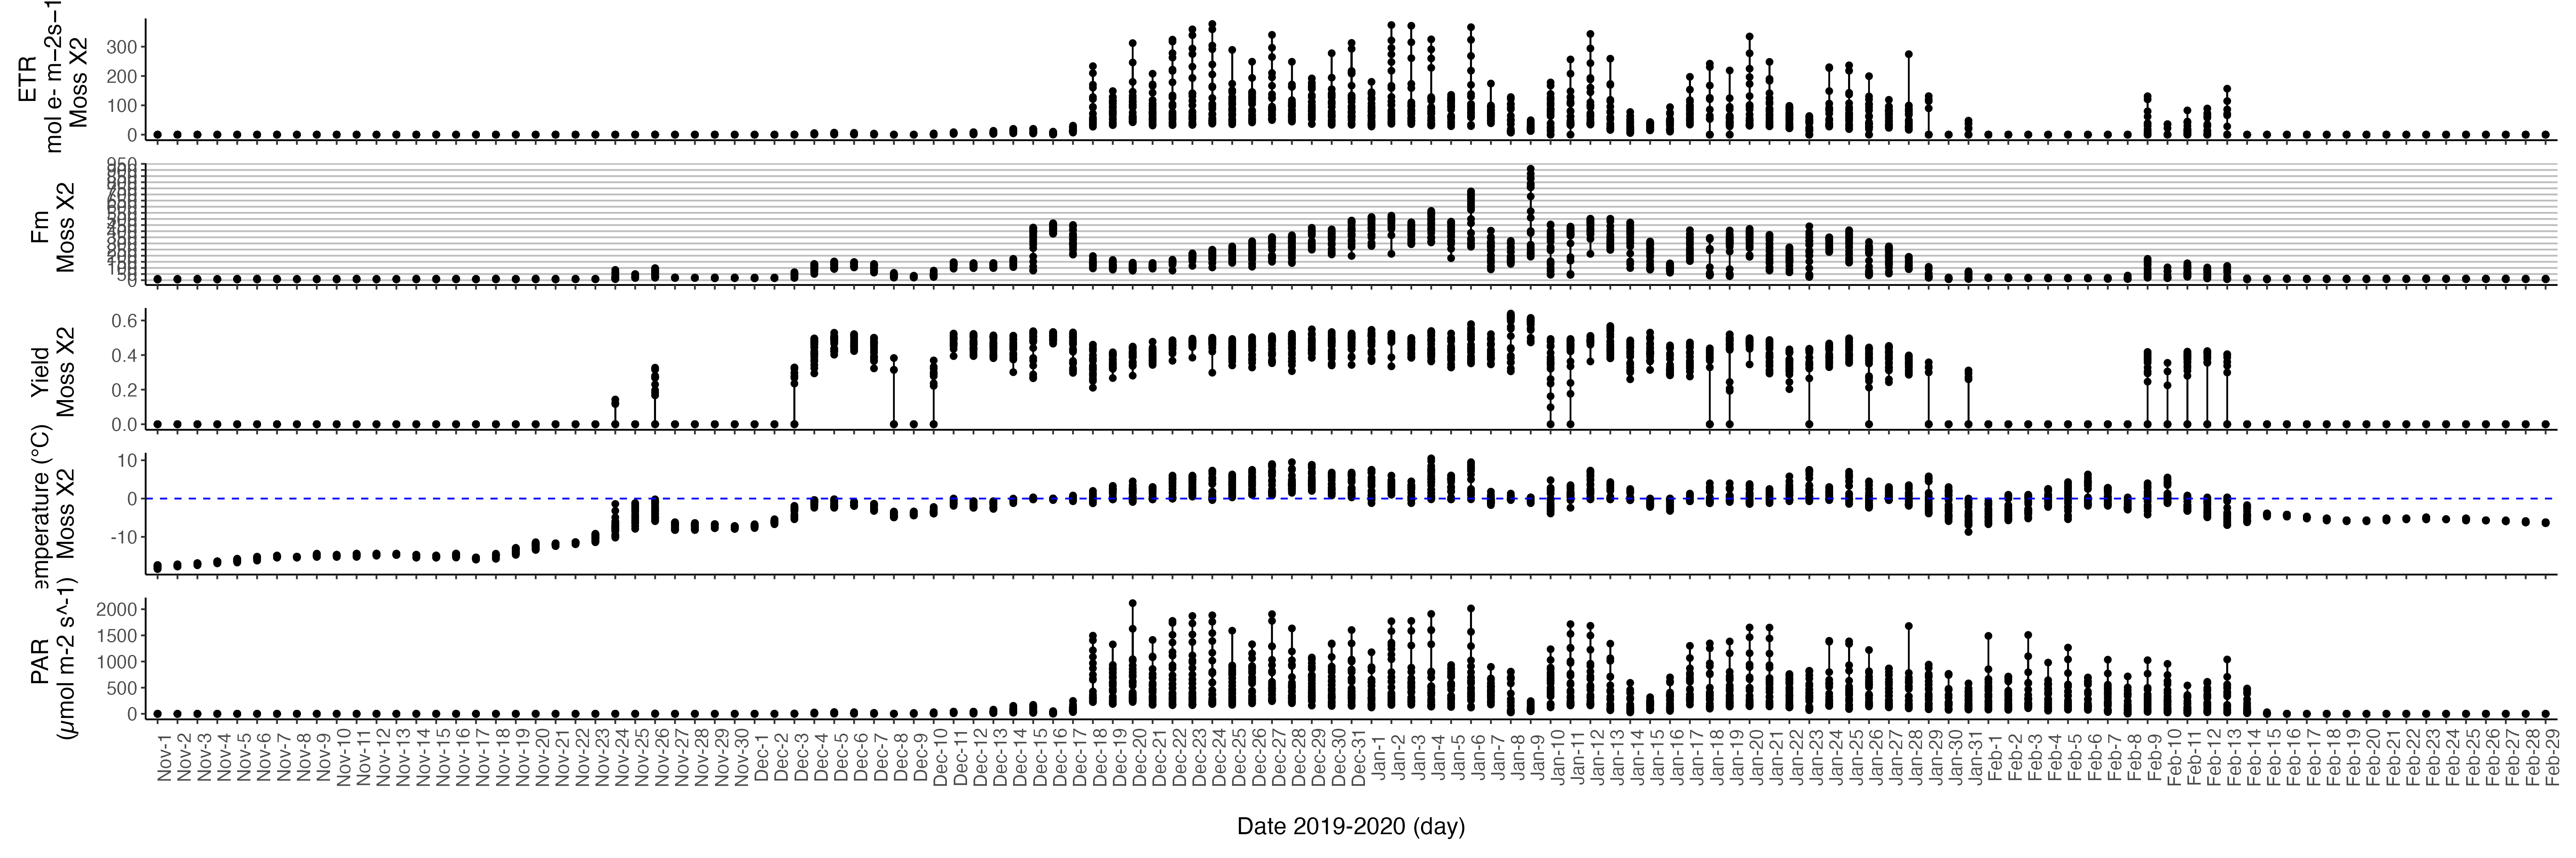 ETR
mol e- m−2s−1
Moss X2
300
200
100
0
Fm
Moss X2
950
50
0
Yield
Moss X2
0.6
0.4
0.2
0.0
emperature (°C)
Moss X2
10
0
-10
PAR
(µmol m-2 s^-1)
2000
1500
1000
500
0
Nov-1
Nov-2
Nov-3
Nov-4
Nov-5
Nov-6
Nov-7
Nov-8
Nov-9
Nov-10
Nov-11
Nov-12
Nov-13
Nov-14
Nov-15
Nov-16
Nov-17
Nov-18
Nov-19
Nov-20
Nov-21
Nov-22
Nov-23
Nov-24
Nov-25
Nov-26
Nov-27
Nov-28
Nov-29
Nov-30
Dec-1
Dec-2
Dec-3
Dec-4
Dec-5
Dec-6
Dec-7
Dec-8
Dec-9
Dec-10
Dec-11
Dec-12
Dec-13
Dec-14
Dec-15
Dec-16
Dec-17
Dec-18
Dec-19
Dec-20
Dec-21
Dec-22
Dec-23
Dec-24
Dec-25
Dec-26
Dec-27
Dec-28
Dec-29
Dec-30
Dec-31
Jan-1
Jan-2
Jan-3
Jan-4
Jan-5
Jan-6
Jan-7
Jan-8
Jan-9
Jan-10
Jan-11
Jan-12
Jan-13
Jan-14
Jan-15
Jan-16
Jan-17
Jan-18
Jan-19
Jan-20
Jan-21
Jan-22
Jan-23
Jan-24
Jan-25
Jan-26
Jan-27
Jan-28
Jan-29
Jan-30
Jan-31
Feb-1
Feb-2
Feb-3
Feb-4
Feb-5
Feb-6
Feb-7
Feb-8
Feb-9
Feb-10
Feb-11
Feb-12
Feb-13
Feb-14
Feb-15
Feb-16
Feb-17
Feb-18
Feb-19
Feb-20
Feb-21
Feb-22
Feb-23
Feb-24
Feb-25
Feb-26
Feb-27
Feb-28
Feb-29
Date 2019-2020 (day)